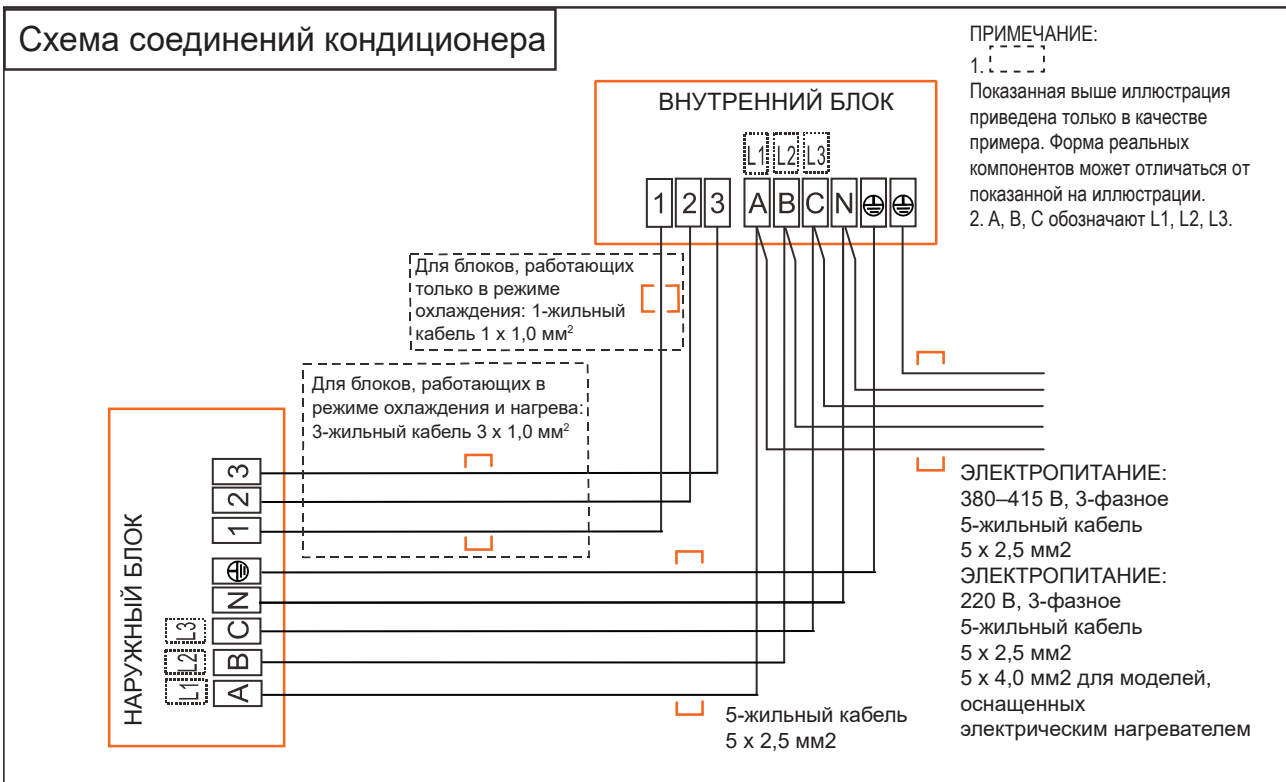 Схема соединений кондиционера
ПРИМЕЧАНИЕ:
1.
Показанная выше иллюстрация
приведена только в качестве
примера. Форма реальных
компонентов может отличаться от
показанной на иллюстрации.
2. А, В, С обозначают L1, L2, L3.
ВНУТРЕННИЙ БЛОК
L1 L2 L3
1 2 3 A B C N
Для блоков, работающих
только в режиме
охлаждения: 1-жильный
кабель 1 х 1,0 мм²
Для блоков, работающих в
режиме охлаждения и нагрева:
3-жильный кабель 3 х 1,0 мм²
НАРУЖНЫЙ БЛОК
3
2
1
N
L3 C
L2 B
L1 A
5-жильный кабель
5 х 2,5 мм2
ЭЛЕКТРОПИТАНИЕ:
380–415 В, 3-фазное
5-жильный кабель
5 х 2,5 мм2
ЭЛЕКТРОПИТАНИЕ:
220 В, 3-фазное
5-жильный кабель
5 х 2,5 мм2
5 х 4,0 мм2 для моделей,
оснащенных
электрическим нагревателем